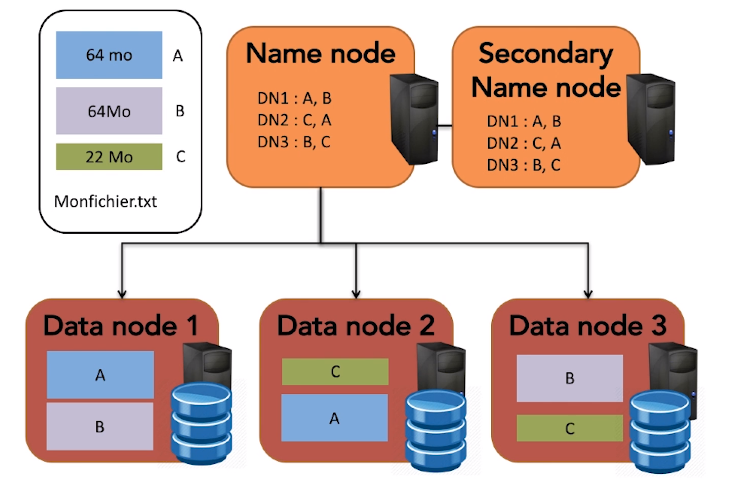 64 mo
A
64Mo
B
22 Mo
C
Monfichier.txt
Name node
DN1 : A, B
DN2 : C, A
DN3 : B, C
Secondary
Name node
DN1 : A, B
DN2 : C, A
DN3 : B, C
Data node 1
A
B
Data node 2
C
A
Data node 3
B
C